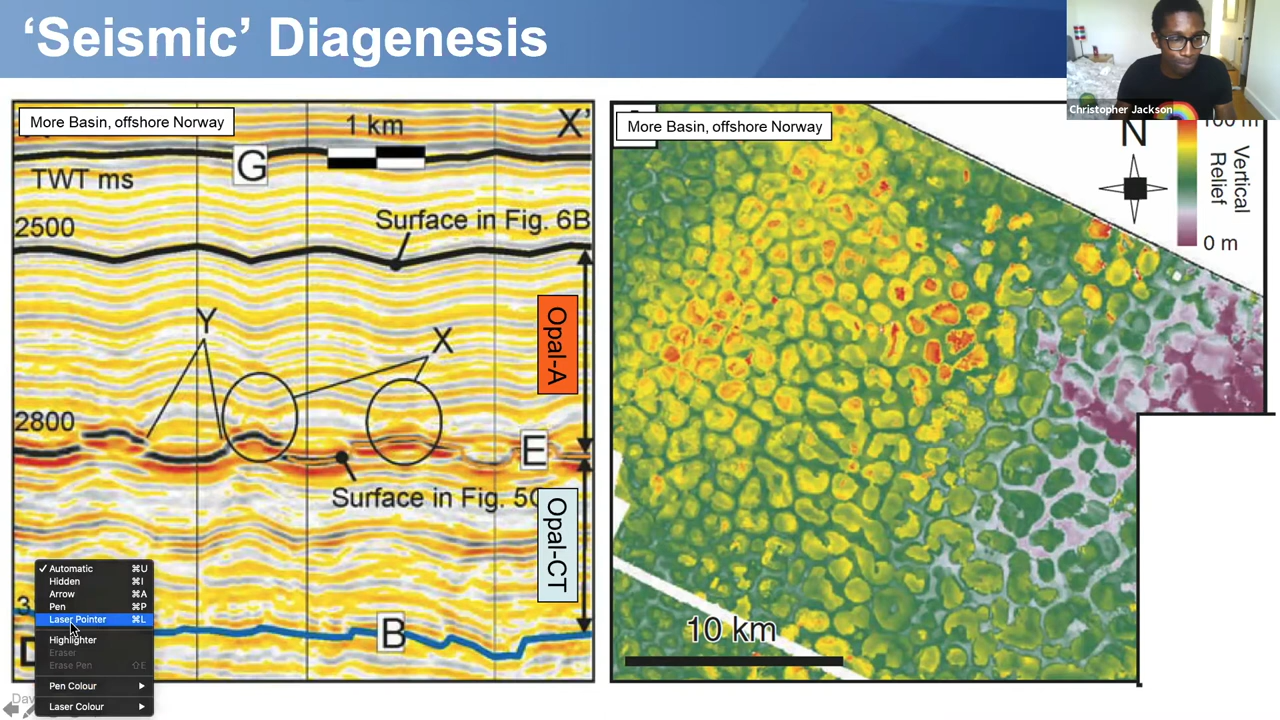 ‘Seismic’ Diagenesis
Christopher Jackson
More Basin, offshore Norway
1 km
X’
G
TWT ms
2500
Surface in Fig. 6B
Y
X
Opal-A
2800
E
Surface in Fig. 5
Opal-CT
B
More Basin, offshore Norway
N
100 m
Vertical
Relief
0 m
10 km
✓ Automatic ⌘U
Hidden ⌘I
Arrow ⌘A
Pen ⌘P
Laser Pointer ⌘L
Highlighter
Eraser
Erase Pen ⇧E
Pen Colour
Laser Colour